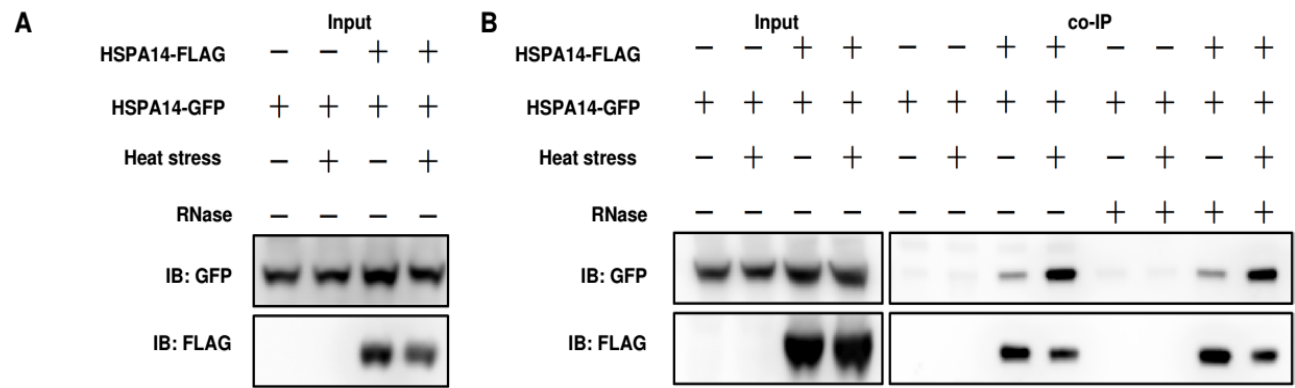 A
Input
HSPA14-FLAG − − + +
HSPA14-GFP + + + +
Heat stress − + − +
RNase − − − −
IB: GFP
IB: FLAG
B
Input co-IP
HSPA14-FLAG − − + + − − + + − − + +
HSPA14-GFP + + + + + + + + + + + +
Heat stress − + − + − + − + − + − +
RNase − − − − − − − − + + + +
IB: GFP
IB: FLAG